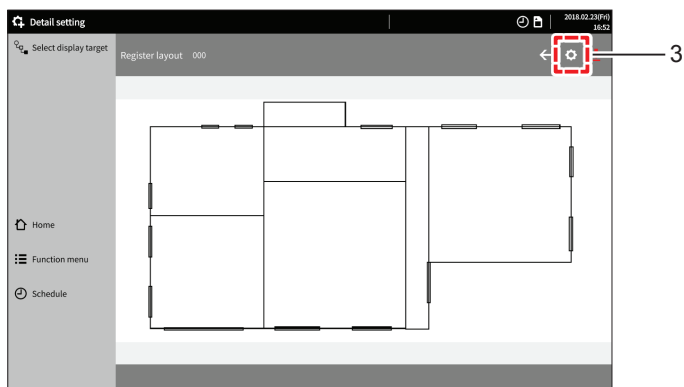 Detail setting
2018.02.23(Fri)
16:52
Select display target
Register layout 000
3
Home
Function menu
Schedule